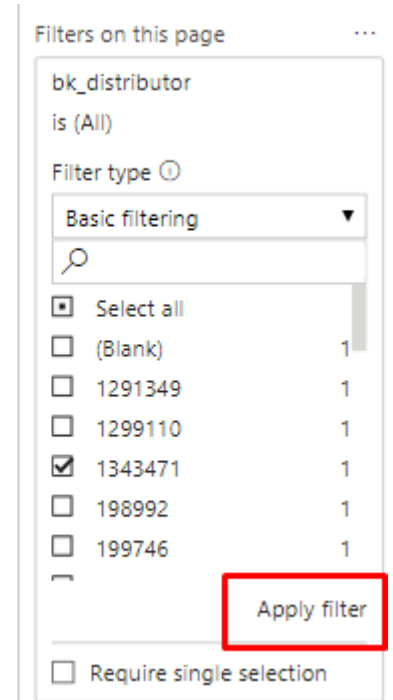 Filters on this page ...
bk_distributor
is (All)
Filter type ⓘ
Basic filtering
Select all
(Blank) 1
1291349 1
1299110 1
1343471 1
198992 1
199746 1
Apply filter
Require single selection